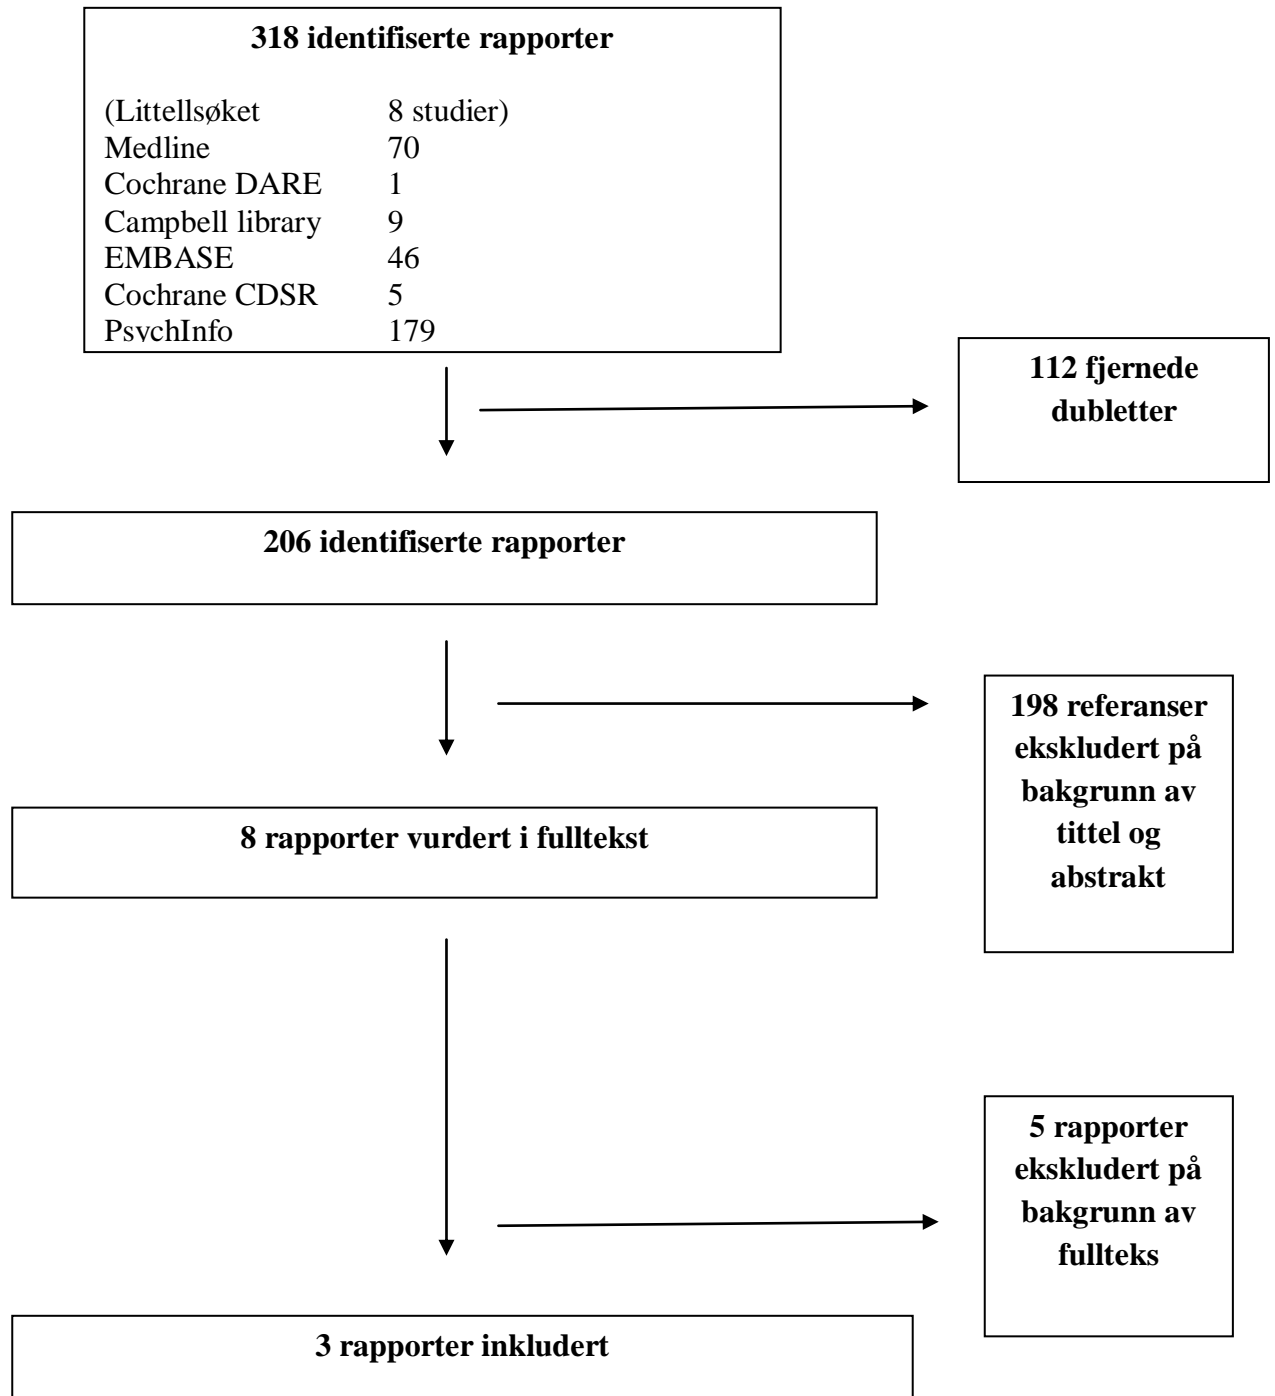 318 identifiserte rapporter
(Littellsøket 8 studier)
Medline 70
Cochrane DARE 1
Campbell library 9
EMBASE 46
Cochrane CDSR 5
PsychInfo 179
112 fjernede
dubletter
206 identifiserte rapporter
198 referanser
ekskludert på
bakgrunn av
tittel og
abstrakt
8 rapporter vurdert i fulltekst
5 rapporter
ekskludert på
bakgrunn av
fullteks
3 rapporter inkludert